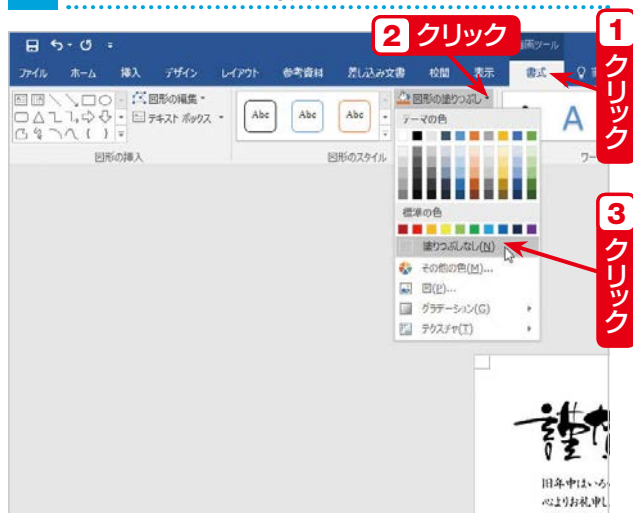 2 クリック
1 クリック
画ツール
ファイル ホーム 挿入 デザイン レイアウト 参考資料 差し込み文書 校閲 表示 書式
図形の編集
テキスト ボックス
Abc Abc Abc
図形の塗りつぶし
A
図形の挿入
図形のスタイル
ワー
テーマの色
標準の色
塗りつぶしなし(N)
3 クリック
その他の色(M)...
図(P)...
グラデーション(G)
テクスチャ(T)
謹
旧年中は
心よりお礼申し